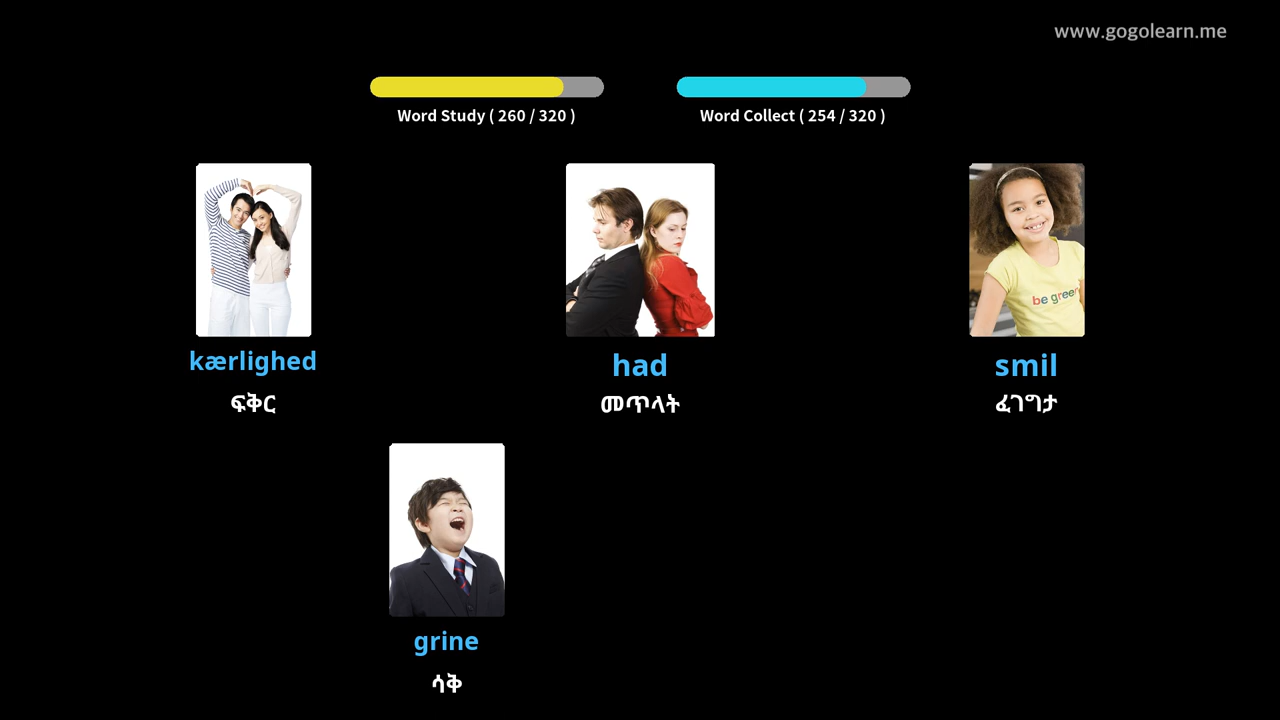 www.gogolearn.me
Word Study ( 260 / 320 )
Word Collect ( 254 / 320 )
be green
kærlighed
had
smil
ፍቅር
መጥላት
ፈገግታ
grine
ሳቅ